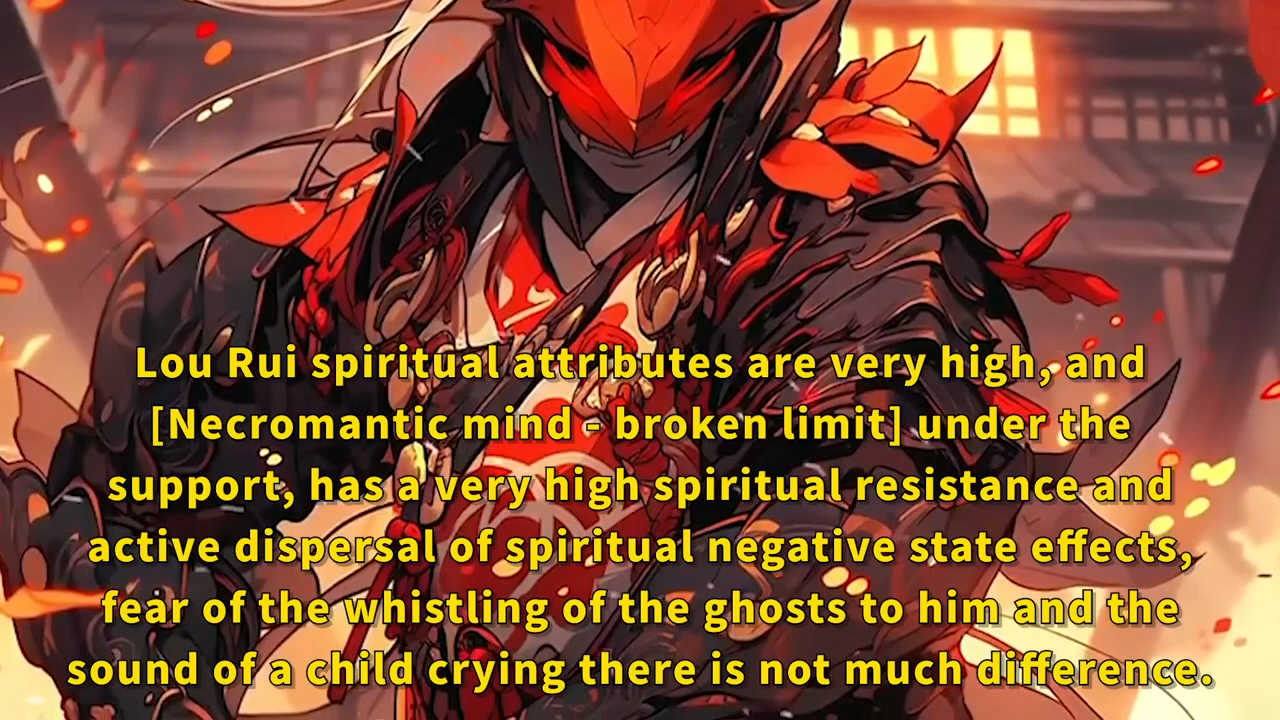 Lou Rui spiritual attributes are very high, and
[Necromantic mind - broken limit] under the
support, has a very high spiritual resistance and
active dispersal of spiritual negative state effects,
fear of the whistling of the ghosts to him and the
sound of a child crying there is not much difference.